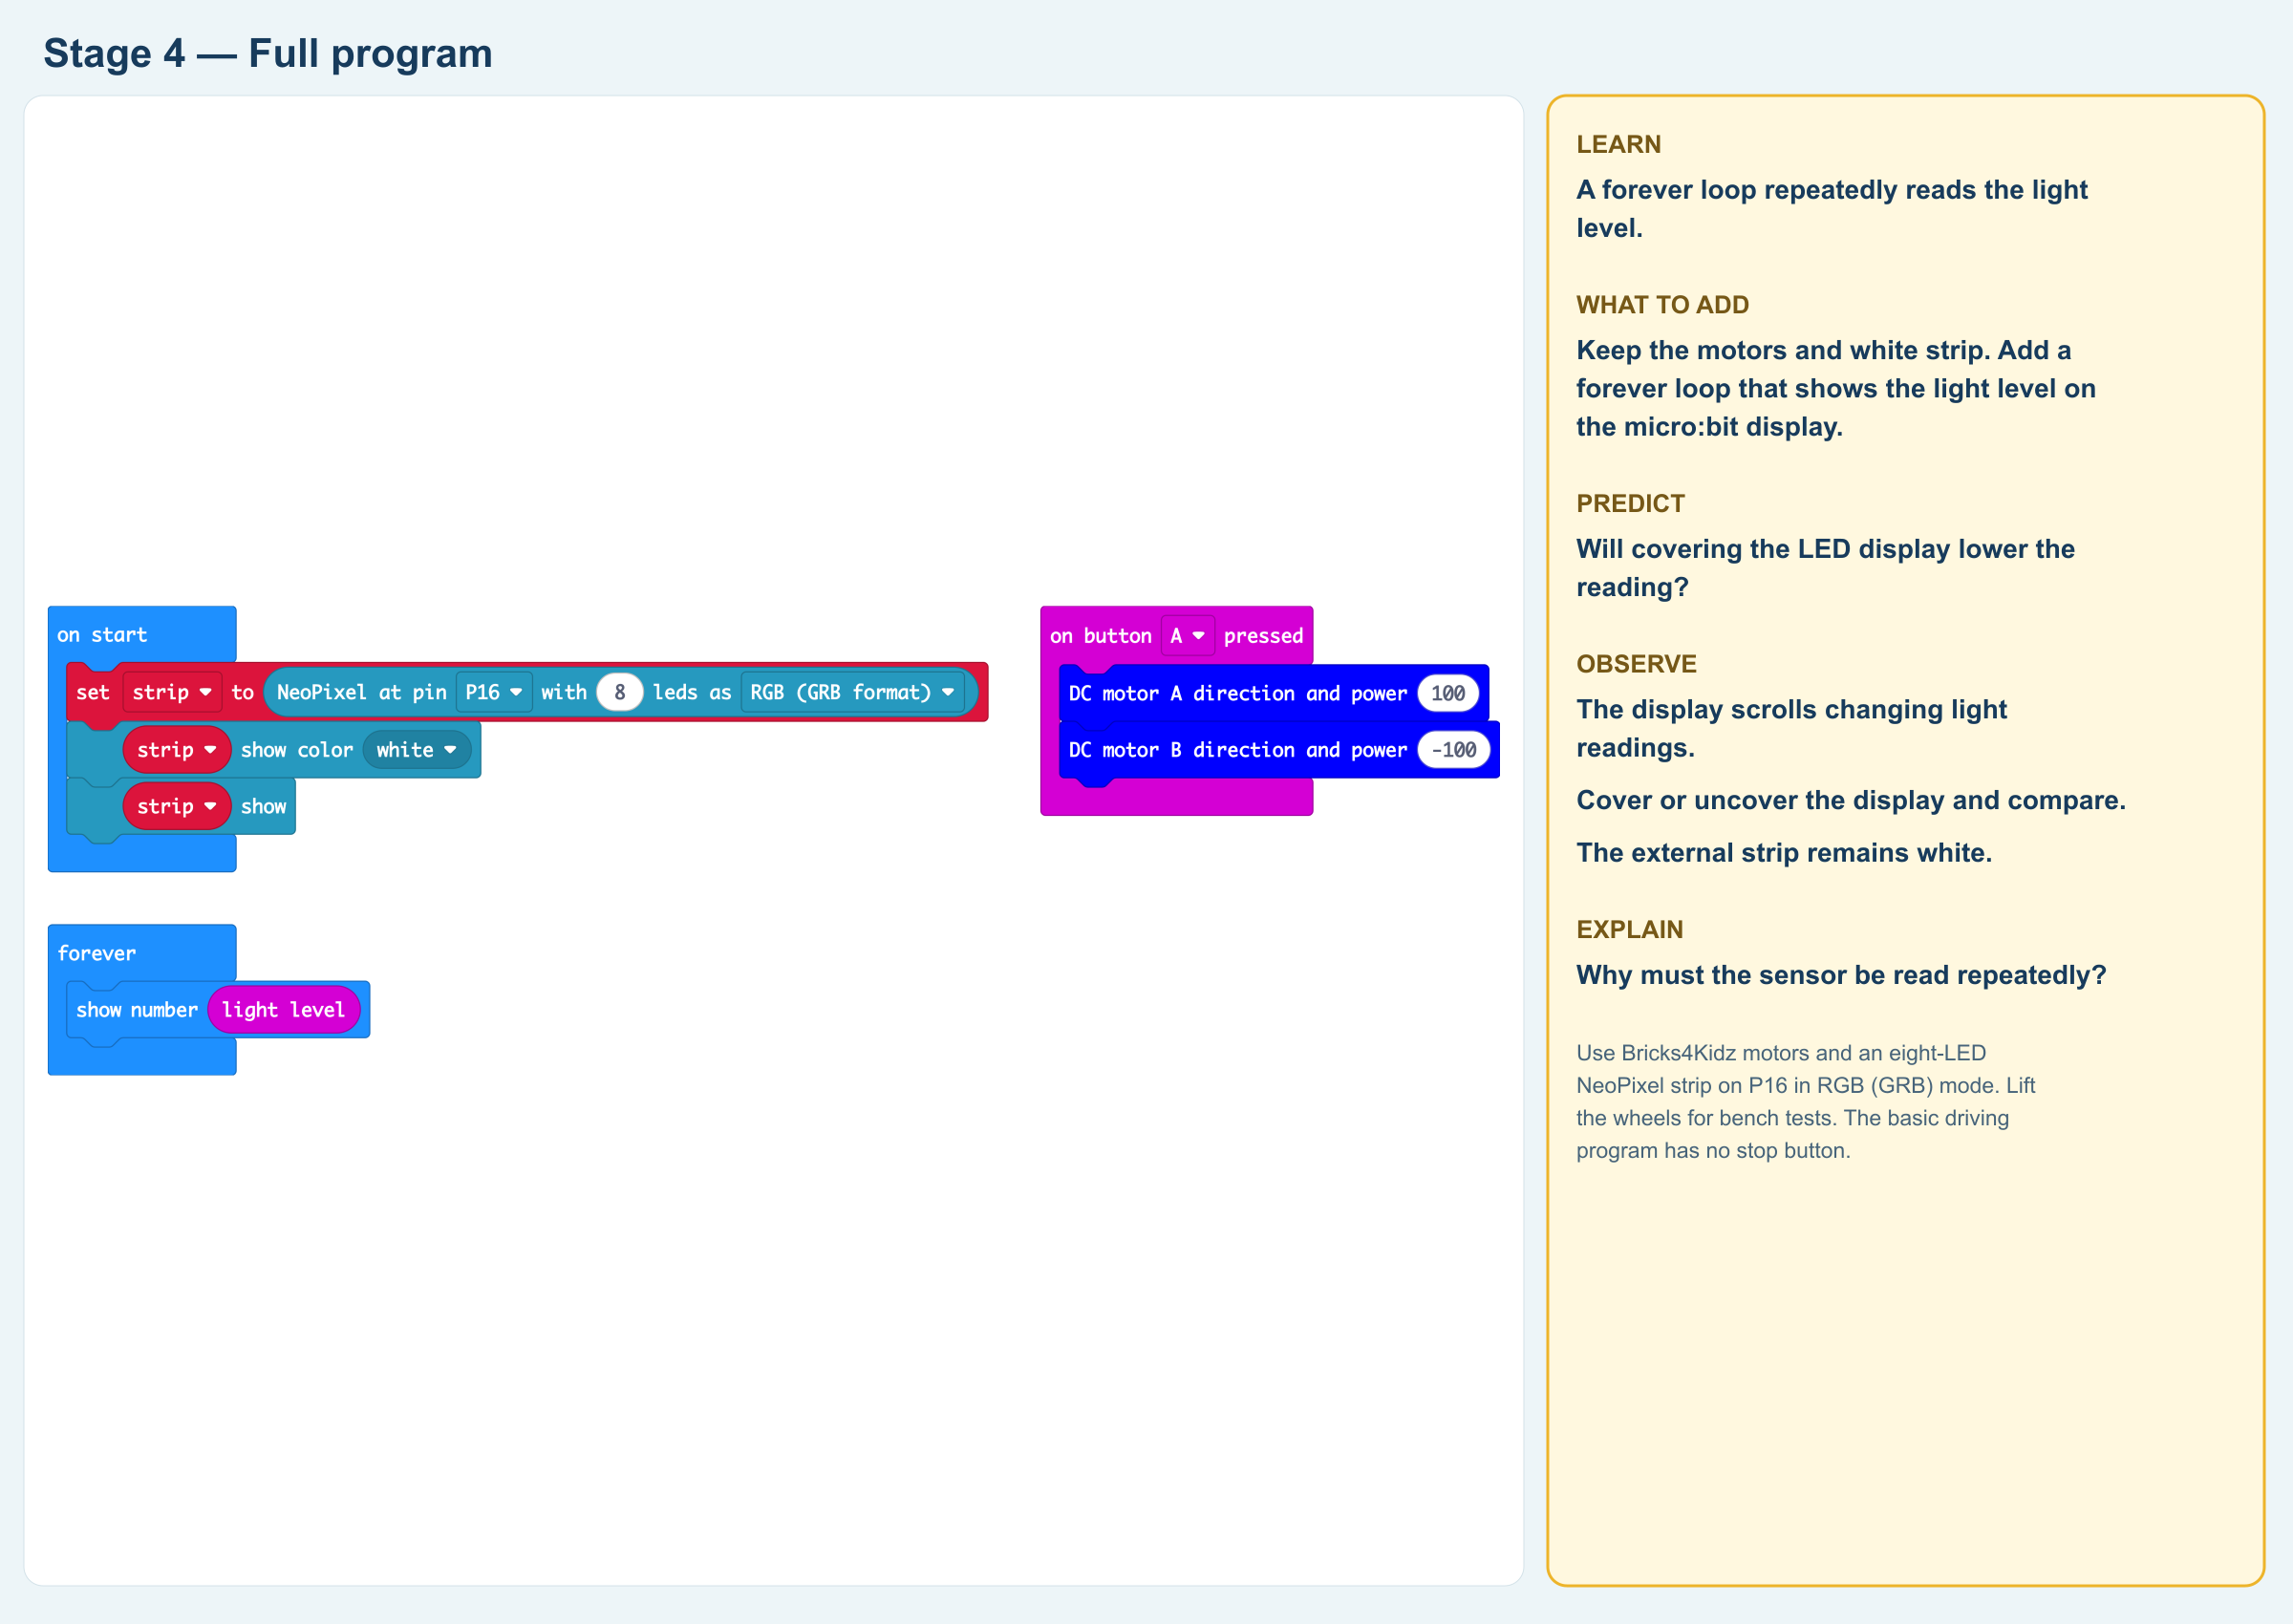 Stage 4 — Full program
on start
set strip to NeoPixel at pin P16 with 8 leds as RGB (GRB format)
strip show color white
strip show
on button A pressed
DC motor A direction and power 100
DC motor B direction and power -100
forever
show number light level
LEARN
A forever loop repeatedly reads the light
level.
WHAT TO ADD
Keep the motors and white strip. Add a
forever loop that shows the light level on
the micro:bit display.
PREDICT
Will covering the LED display lower the
reading?
OBSERVE
The display scrolls changing light
readings.
Cover or uncover the display and compare.
The external strip remains white.
EXPLAIN
Why must the sensor be read repeatedly?
Use Bricks4Kidz motors and an eight-LED
NeoPixel strip on P16 in RGB (GRB) mode. Lift
the wheels for bench tests. The basic driving
program has no stop button.